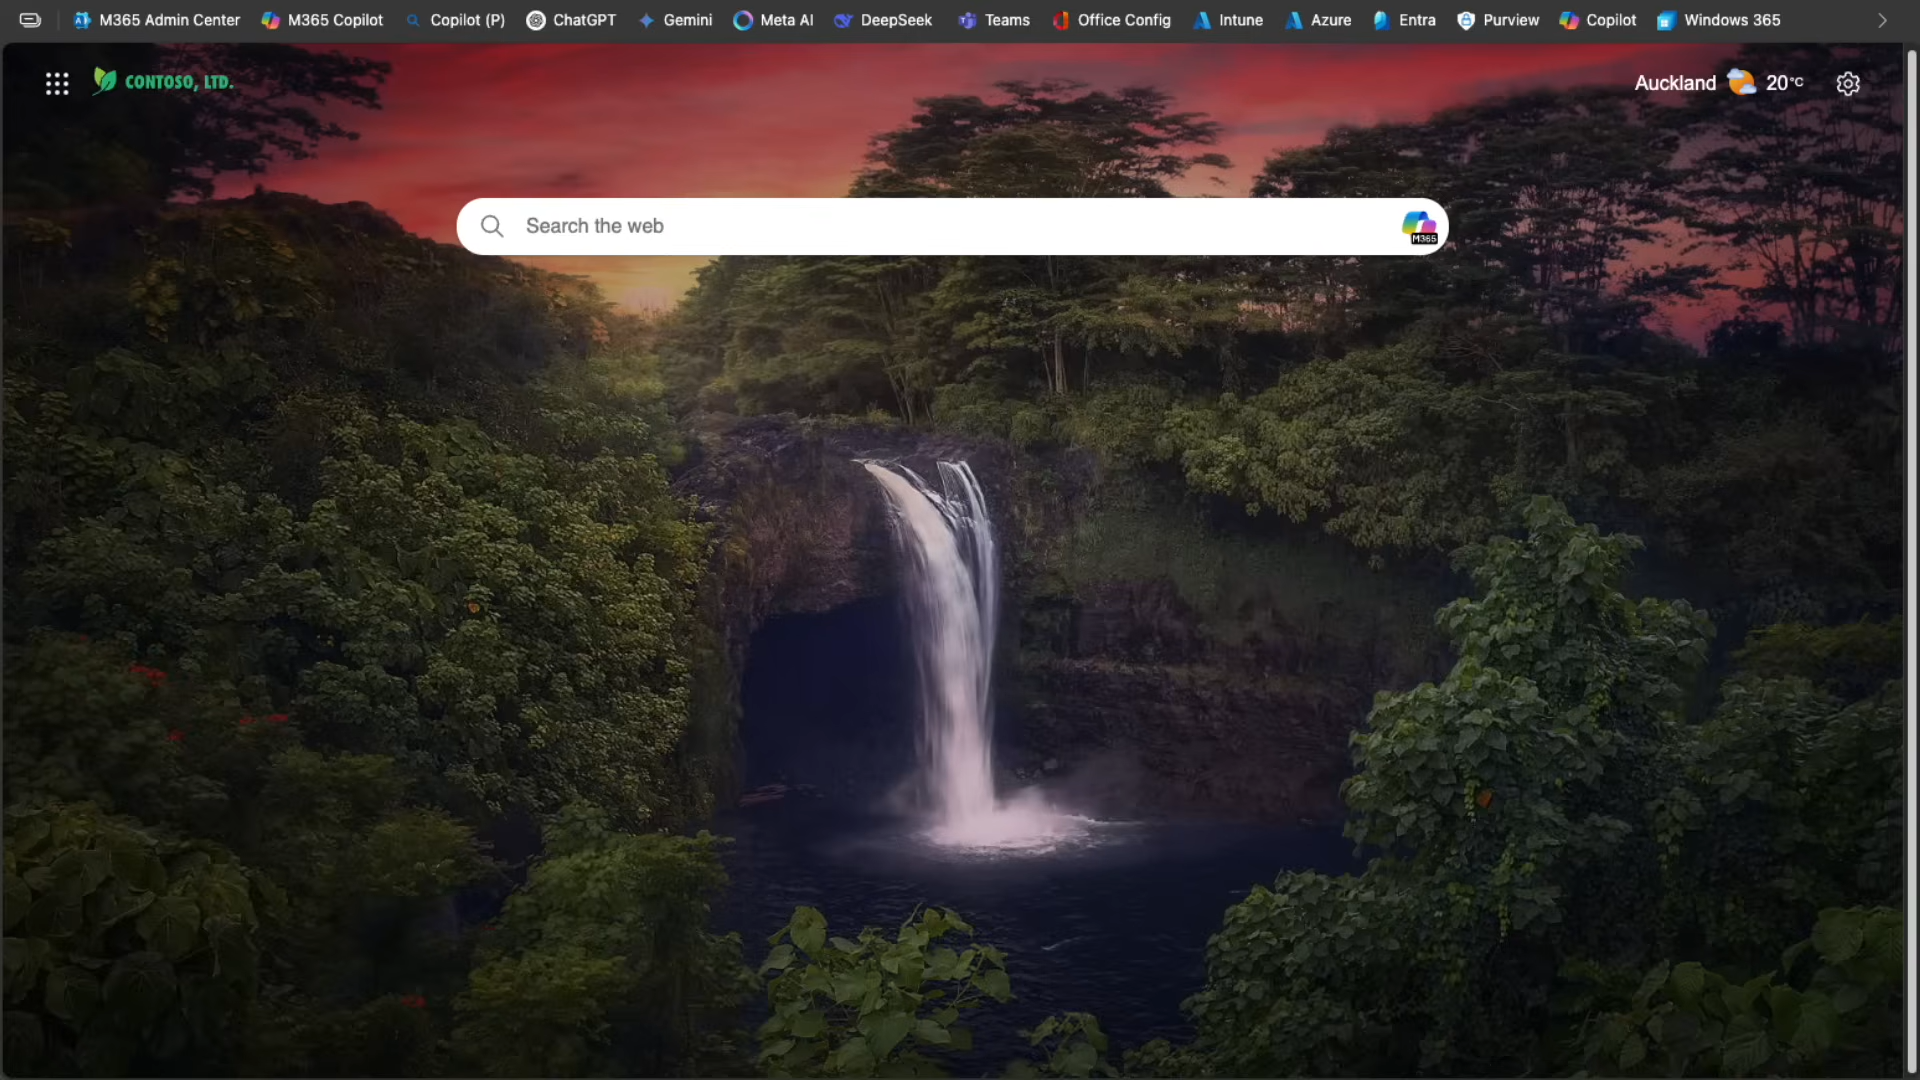 M365 Admin Center M365 Copilot Copilot (P) ChatGPT Gemini Meta AI DeepSeek Teams Office Config Intune Azure Entra Purview Copilot Windows 365
CONTOSO, LTD. Auckland 20°C
Search the web M365